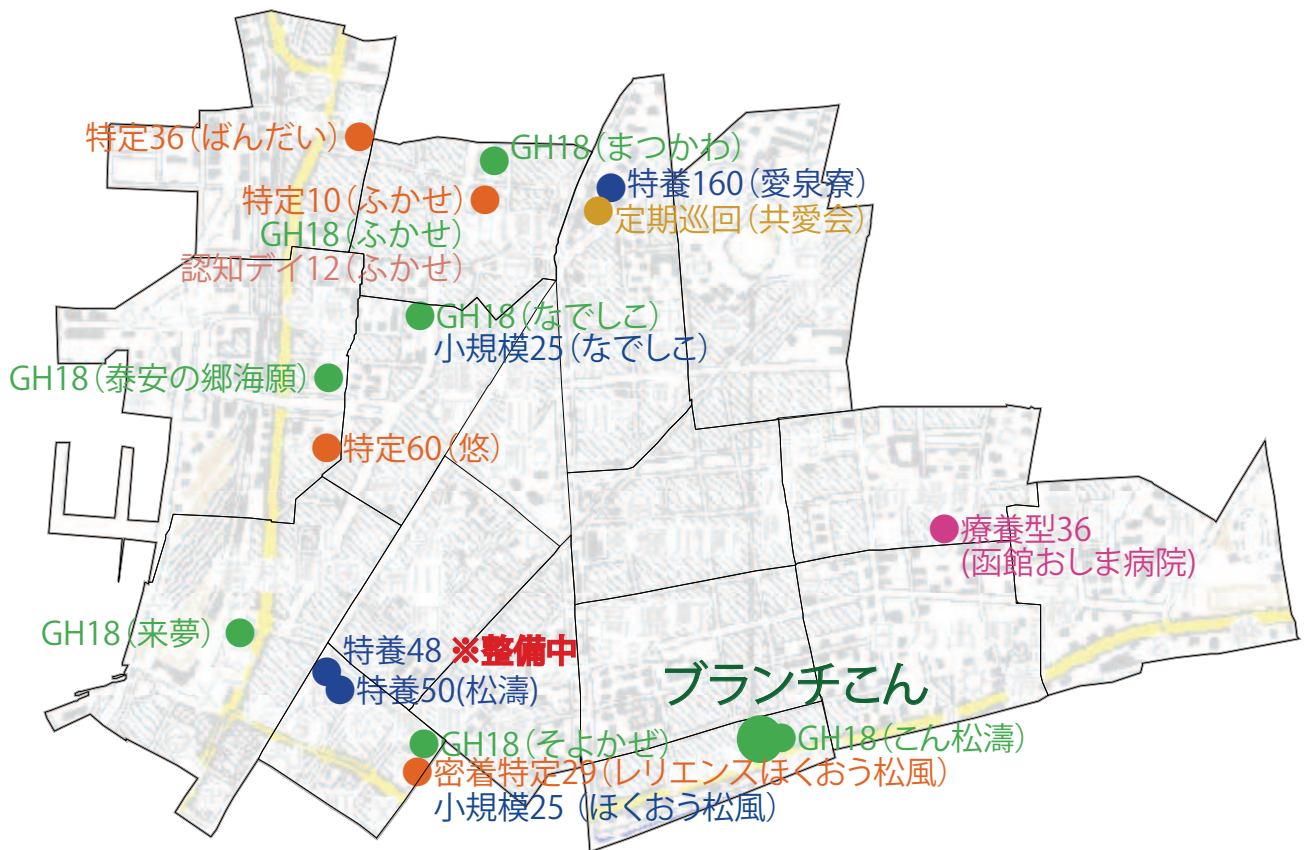 特定36(ばんだい)
GH18(まつかわ)
特養160(愛泉寮)
特定10(ふかせ)
定期巡回(共愛会)
GH18(ふかせ)
認知デイ12(ふかせ)
GH18(なでしこ)
小規模25(なでしこ)
GH18(泰安の郷海願)
特定60(悠)
療養型36
(函館おしま病院)
GH18(来夢)
特養48 ※整備中
特養50(松濤)
ブランチこん
GH18(そよかぜ)
GH18(こん松濤)
密着特定29(レリエンスほくおう松風)
小規模25(ほくおう松風)